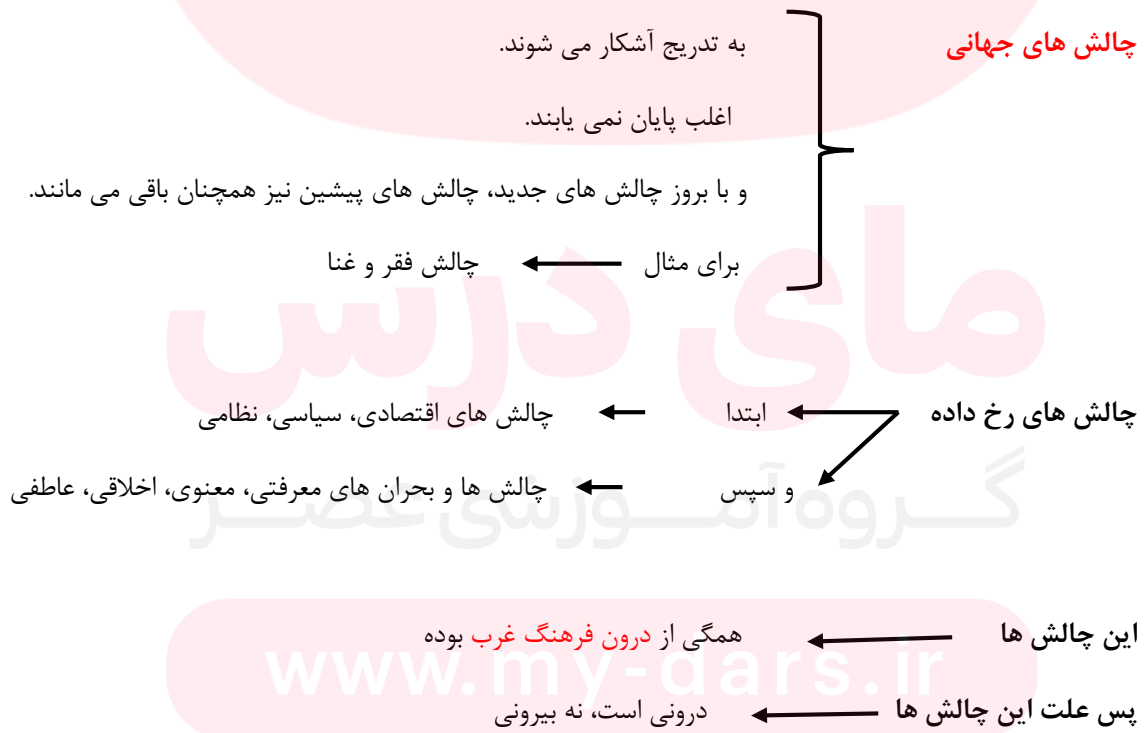 چالش های جهانی به تدریج آشکار می شوند.
اغلب پایان نمی یابند.
و با بروز چالش های جدید، چالش های پیشین نیز همچنان باقی می مانند.
برای مثال چالش فقر و غنا
مای درس
چالش های رخ داده ابتدا چالش های اقتصادی، سیاسی، نظامی
و سپس چالش ها و بحران های معرفتی، معنوی، اخلاقی، عاطفی
گروه آموزشی عصر
این چالش ها همگی از درون فرهنگ غرب بوده
www.my-dars.ir
پس علت این چالش ها درونی است، نه بیرونی